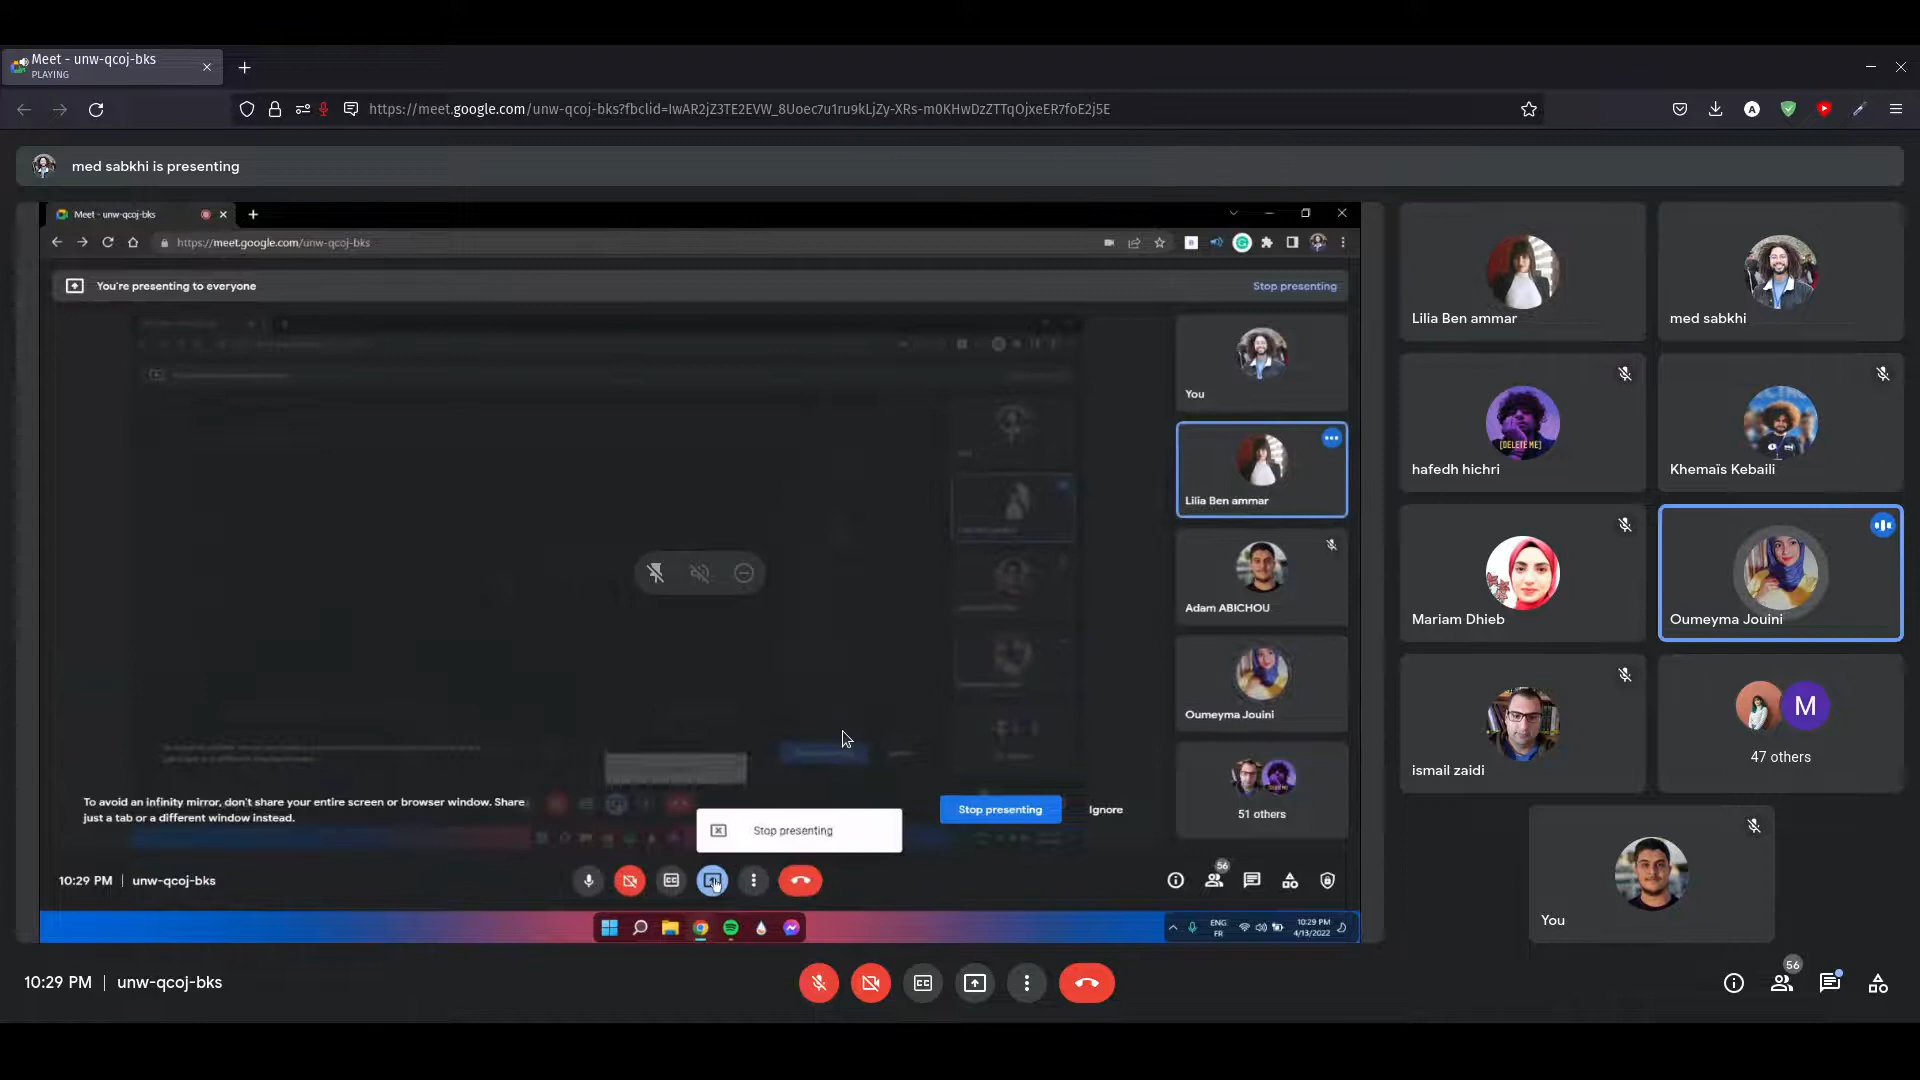 Meet - unw-qcoj-bks
PLAYING
https://meet.google.com/unw-qcoj-bks?fbclid=IwAR2jZ3TE2EVW_8Uoec7u1ru9kLjZy-XRs-m0KHwDzZTTqOjxeER7foE2j5E
A
med sabkhi is presenting
Meet - unw-qcoj-bks
https://meet.google.com/unw-qcoj-bks
You're presenting to everyone
Stop presenting
You
Lilia Ben ammar
Adam ABICHOU
Oumeyma Jouini
51 others
To avoid an infinity mirror, don't share your entire screen or browser window. Share
just a tab or a different window instead.
Stop presenting
Ignore
Stop presenting
10:29 PM | unw-qcoj-bks
56
ENG
FR
10:29 PM
4/13/2022
Lilia Ben ammar
med sabkhi
[DELETE ME]
hafedh hichri
Khemaïs Kebaili
Mariam Dhieb
Oumeyma Jouini
ismail zaidi
M
47 others
You
10:29 PM | unw-qcoj-bks
56